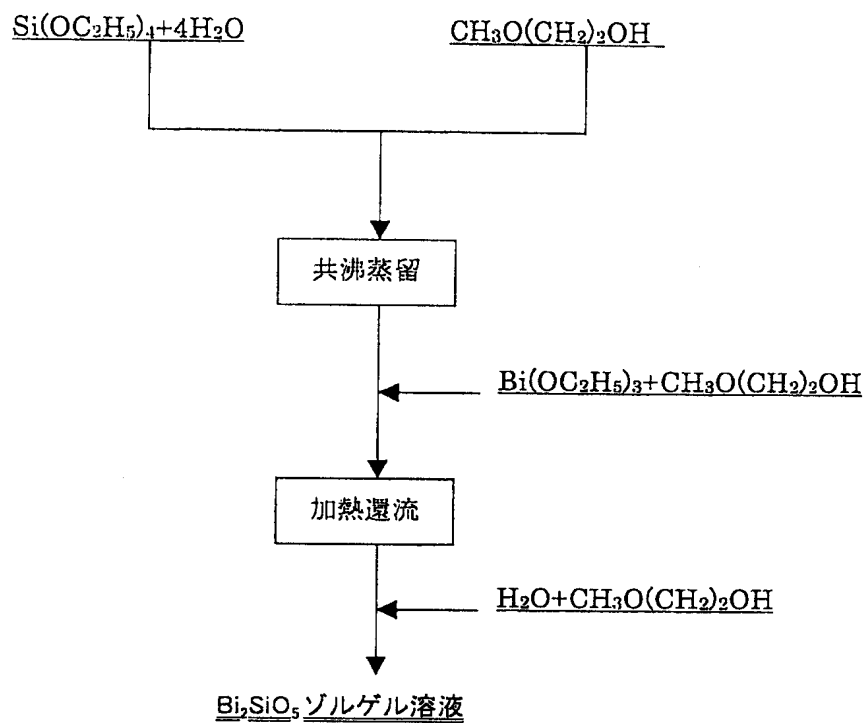 Si(OC₂H₅)₄+4H₂O
CH₃O(CH₂)₂OH
共沸蒸留
Bi(OC₂H₅)₃+CH₃O(CH₂)₂OH
加熱還流
H₂O+CH₃O(CH₂)₂OH
Bi₂SiO₅ゾルゲル溶液